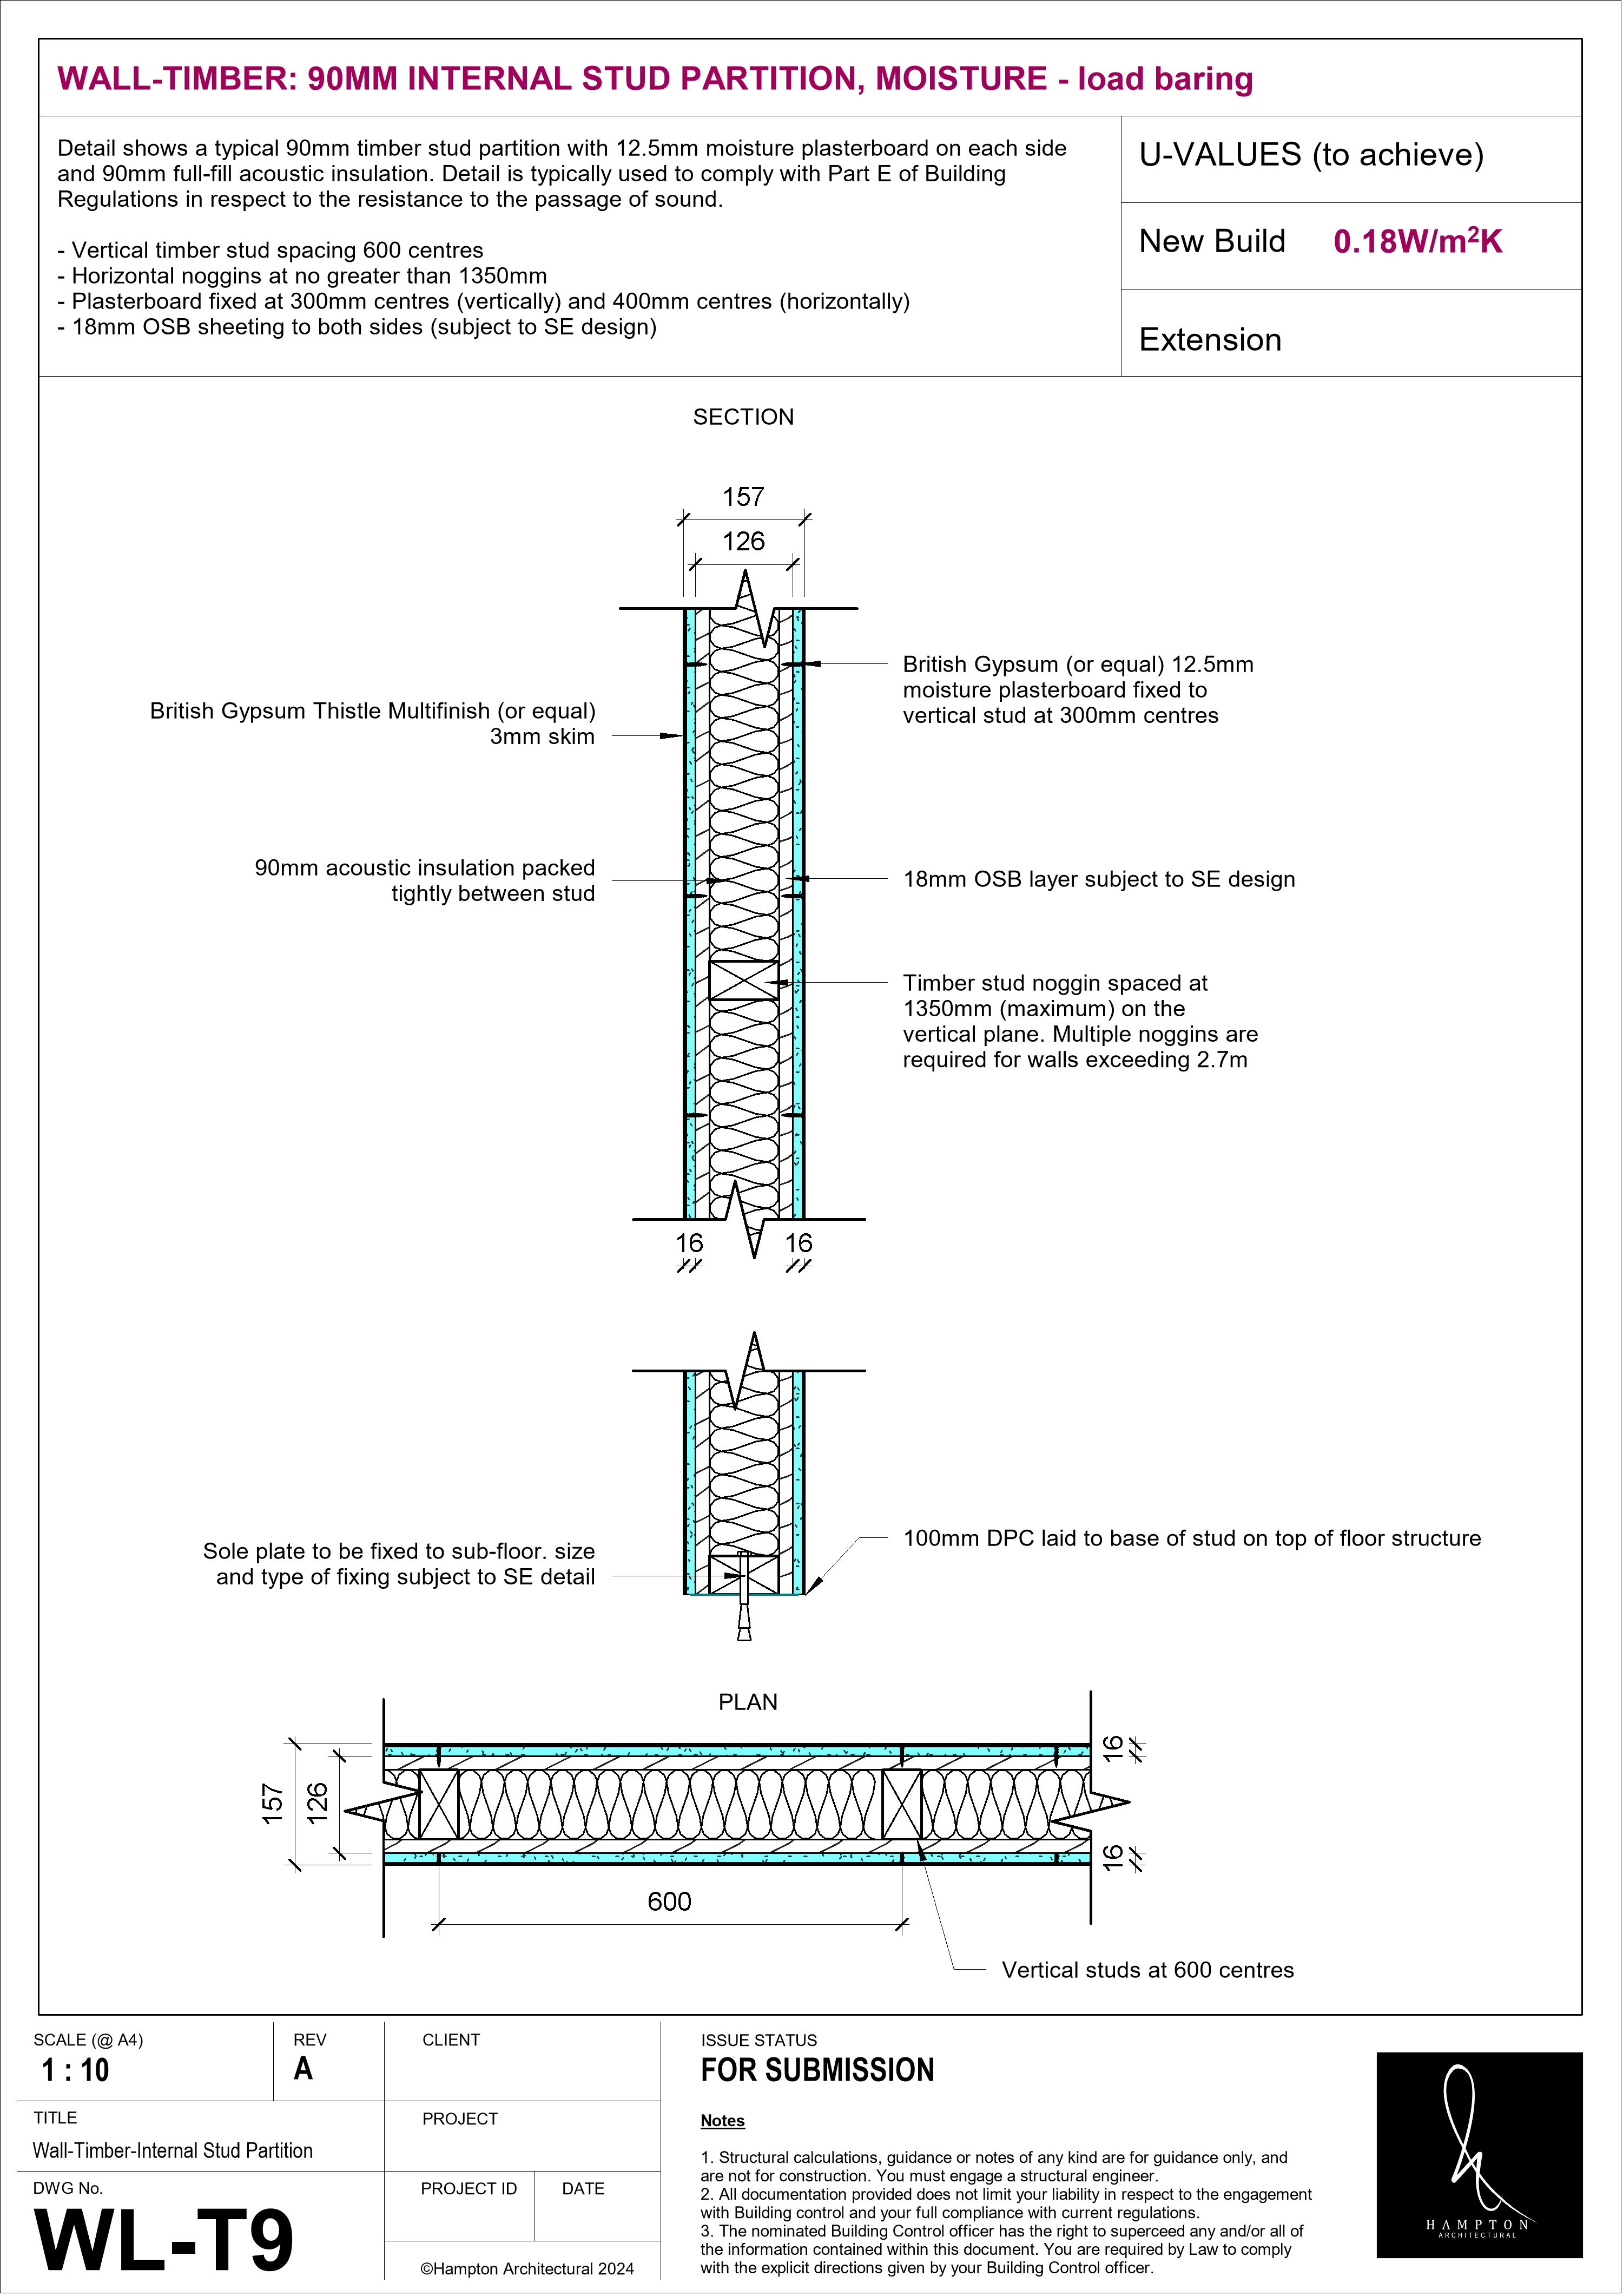 WALL-TIMBER: 90MM INTERNAL STUD PARTITION, MOISTURE - load baring
Detail shows a typical 90mm timber stud partition with 12.5mm moisture plasterboard on each side
and 90mm full-fill acoustic insulation. Detail is typically used to comply with Part E of Building
Regulations in respect to the resistance to the passage of sound.
- Vertical timber stud spacing 600 centres
- Horizontal noggins at no greater than 1350mm
- Plasterboard fixed at 300mm centres (vertically) and 400mm centres (horizontally)
- 18mm OSB sheeting to both sides (subject to SE design)
U-VALUES (to achieve)
New Build 0.18W/m²K
Extension
SECTION
157
126
British Gypsum (or equal) 12.5mm
moisture plasterboard fixed to
vertical stud at 300mm centres
British Gypsum Thistle Multifinish (or equal)
3mm skim
90mm acoustic insulation packed
tightly between stud
18mm OSB layer subject to SE design
Timber stud noggin spaced at
1350mm (maximum) on the
vertical plane. Multiple noggins are
required for walls exceeding 2.7m
16 16
100mm DPC laid to base of stud on top of floor structure
Sole plate to be fixed to sub-floor. size
and type of fixing subject to SE detail
PLAN
157
126
16
16
600
Vertical studs at 600 centres
SCALE (@ A4)
1 : 10
REV
A
CLIENT
TITLE
Wall-Timber-Internal Stud Partition
PROJECT
DWG No.
WL-T9
PROJECT ID
DATE
©Hampton Architectural 2024
ISSUE STATUS
FOR SUBMISSION
Notes
1. Structural calculations, guidance or notes of any kind are for guidance only, and
are not for construction. You must engage a structural engineer.
2. All documentation provided does not limit your liability in respect to the engagement
with Building control and your full compliance with current regulations.
3. The nominated Building Control officer has the right to superceed any and/or all of
the information contained within this document. You are required by Law to comply
with the explicit directions given by your Building Control officer.
HAMPTON
ARCHITECTURAL